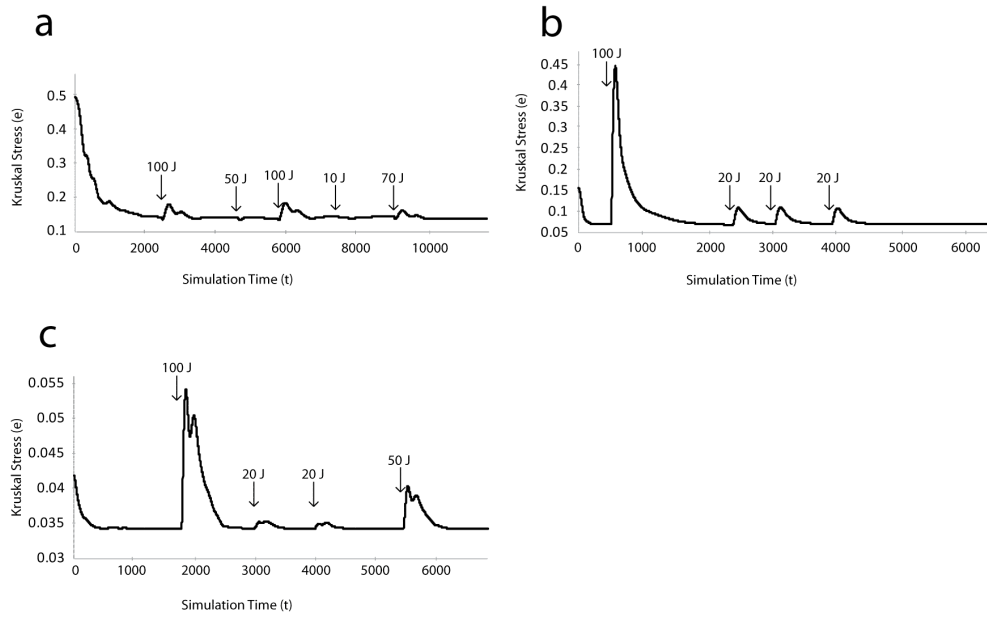 a
Kruskal Stress (e)
0.5
0.4
0.3
0.2
0.1
100 J
50 J
100 J
10 J
70 J
0
2000
4000
6000
8000
10000
Simulation Time (t)
b
Kruskal Stress (e)
0.45
0.4
0.35
0.3
0.25
0.2
0.15
0.1
0.05
100 J
20 J
20 J
20 J
0
1000
2000
3000
4000
5000
6000
Simulation Time (t)
c
Kruskal Stress (e)
0.055
0.05
0.045
0.04
0.035
0.03
100 J
20 J
20 J
50 J
0
1000
2000
3000
4000
5000
6000
Simulation Time (t)